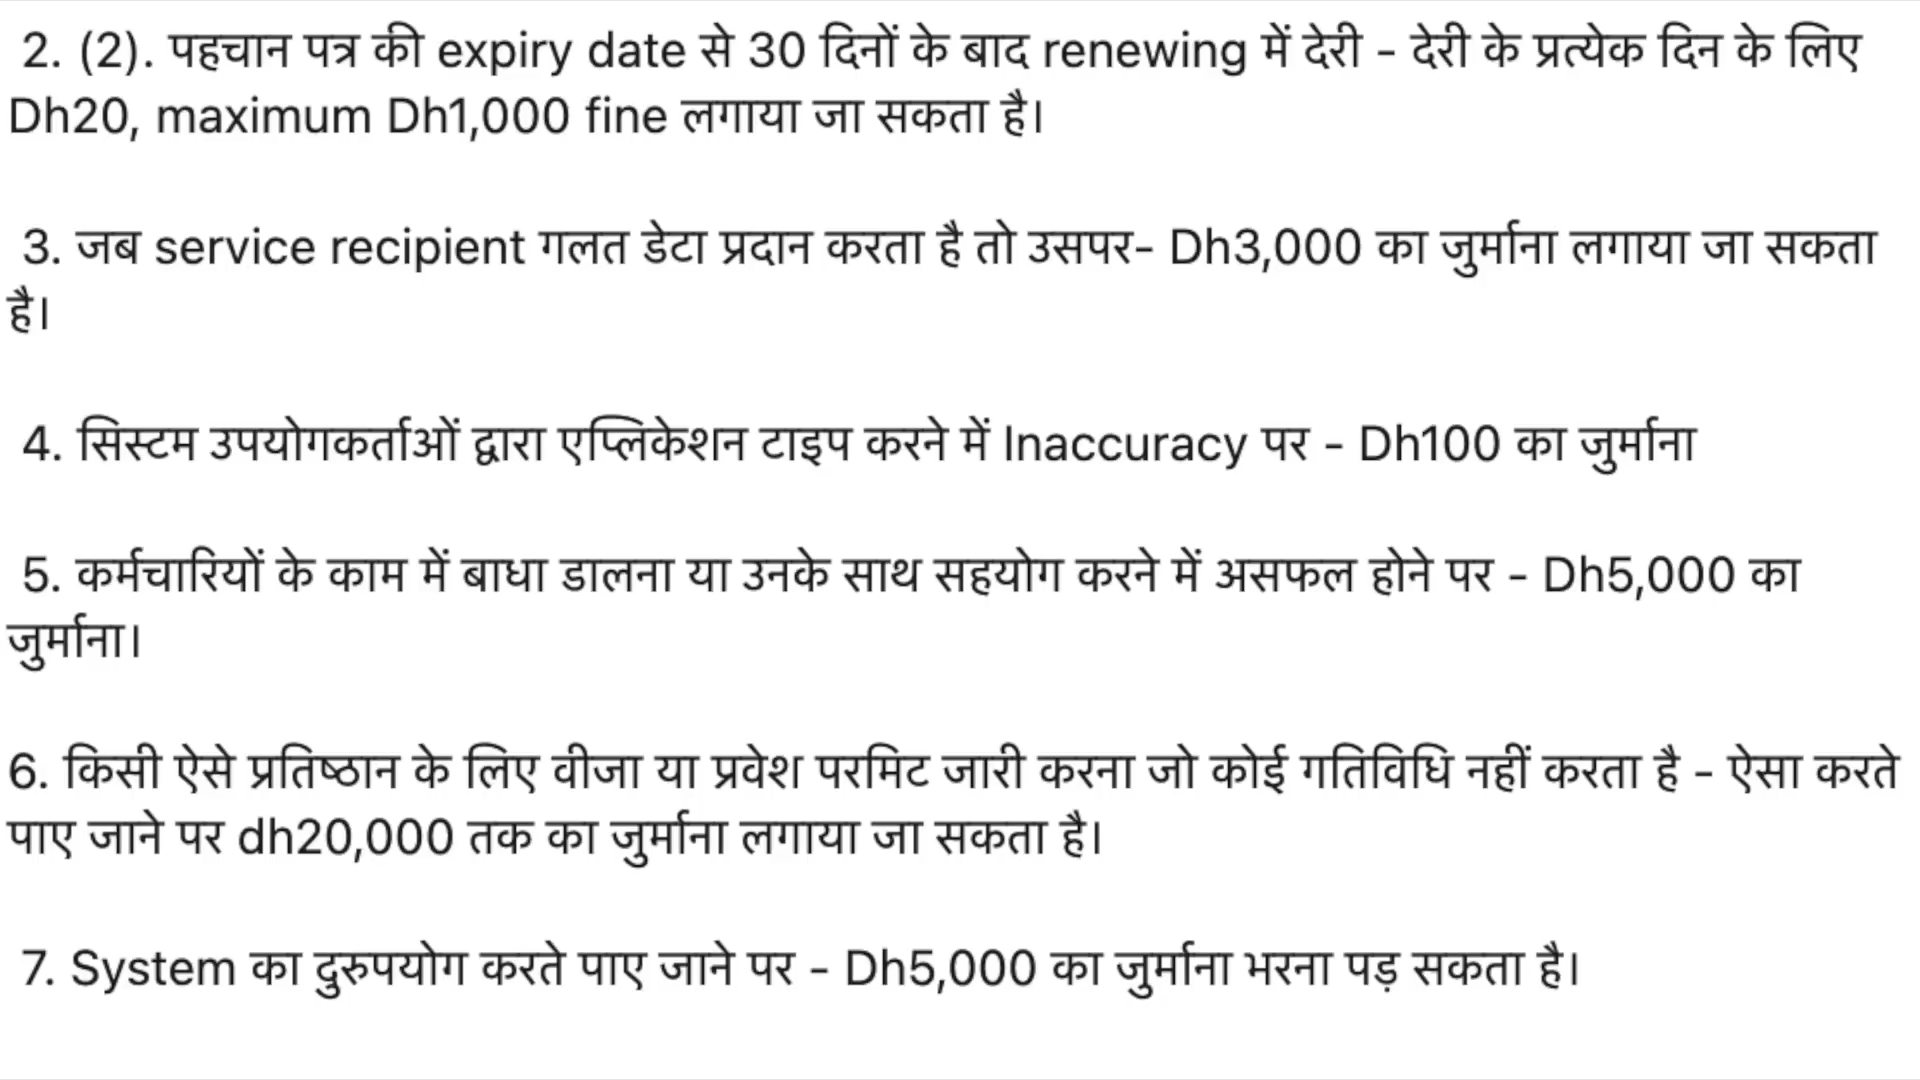 2. (2). पहचान पत्र की expiry date से 30 दिनों के बाद renewing में देरी - देरी के प्रत्येक दिन के लिए
Dh20, maximum Dh1,000 fine लगाया जा सकता है।
3. जब service recipient गलत डेटा प्रदान करता है तो उसपर- Dh3,000 का जुर्माना लगाया जा सकता
है।
4. सिस्टम उपयोगकर्ताओं द्वारा एप्लिकेशन टाइप करने में Inaccuracy पर - Dh100 का जुर्माना
5. कर्मचारियों के काम में बाधा डालना या उनके साथ सहयोग करने में असफल होने पर - Dh5,000 का
जुर्माना।
6. किसी ऐसे प्रतिष्ठान के लिए वीजा या प्रवेश परमिट जारी करना जो कोई गतिविधि नहीं करता है - ऐसा करते
पाए जाने पर dh20,000 तक का जुर्माना लगाया जा सकता है।
7. System का दुरुपयोग करते पाए जाने पर - Dh5,000 का जुर्माना भरना पड़ सकता है।